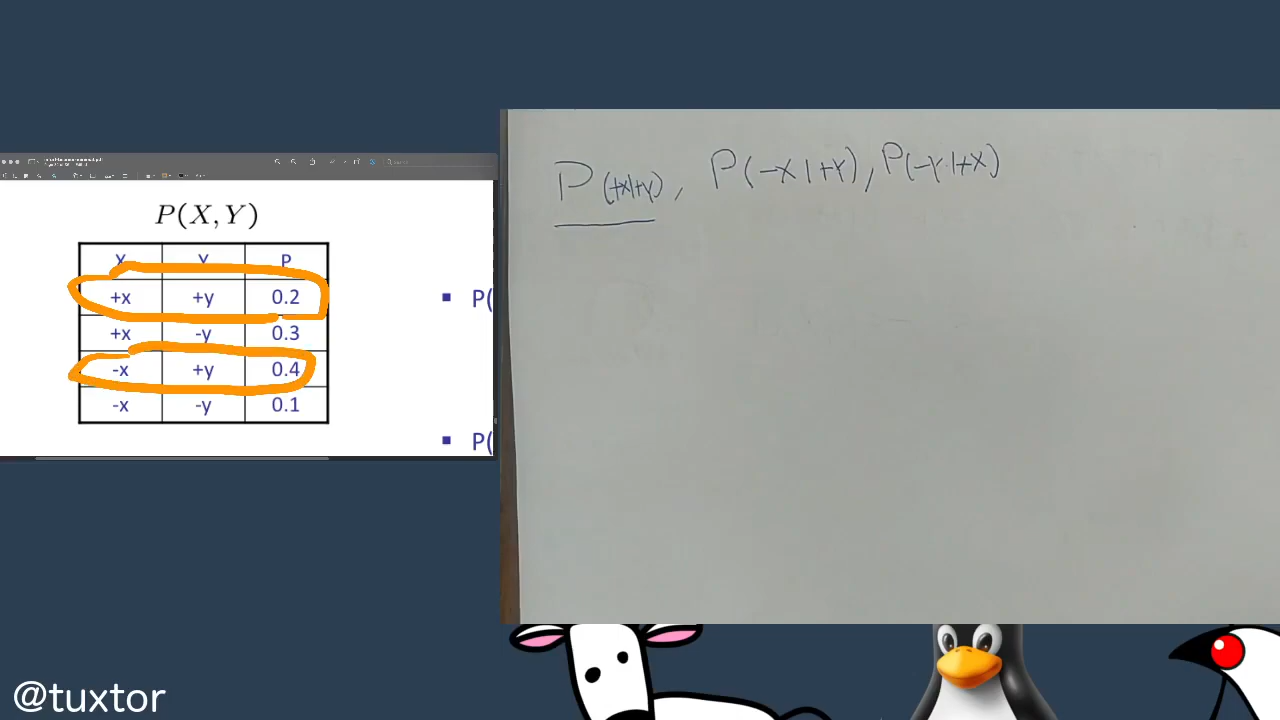 P(X, Y)
X Y P
+x +y 0.2
+x -y 0.3
-x +y 0.4
-x -y 0.1
▪ P(
▪ P(
P(+x|+y), P(-x|+y), P(-y|+x)
@tuxtor